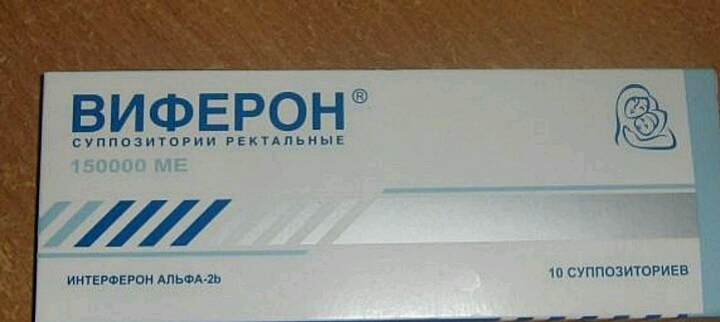 ВИФЕРОН®
СУППОЗИТОРИИ РЕКТАЛЬНЫЕ
150000 МЕ
ИНТЕРФЕРОН АЛЬФА-2b
10 СУППОЗИТОРИЕВ